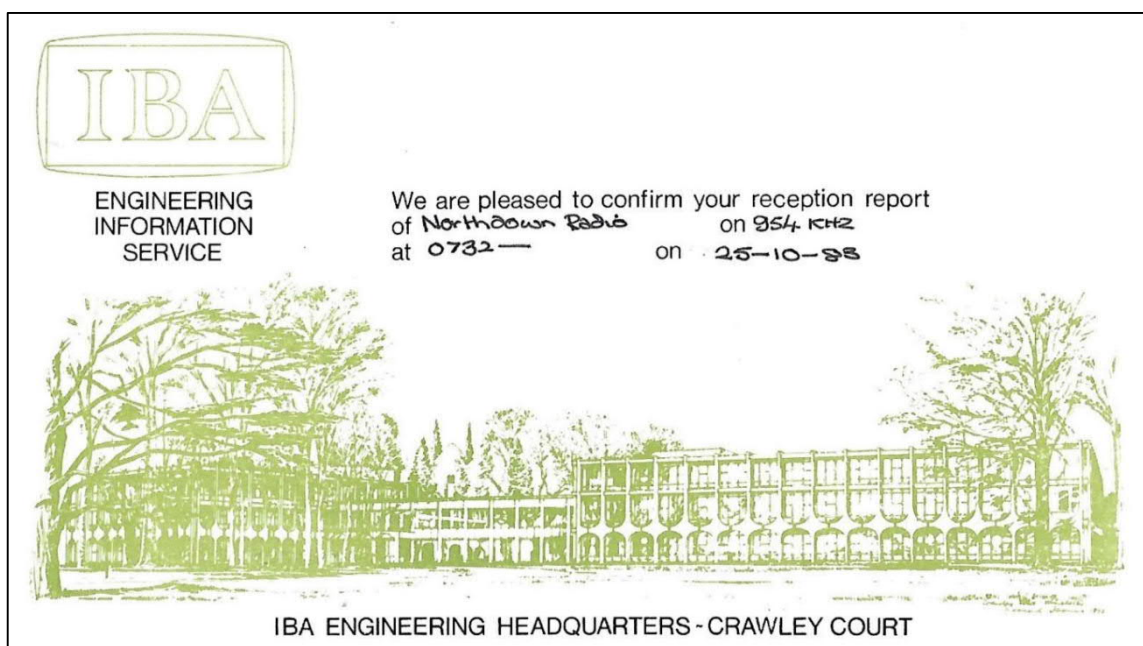 IBA
ENGINEERING
INFORMATION
SERVICE
We are pleased to confirm your reception report
of Northdown Radio on 954 KHZ
at 0732— on 25-10-88
IBA ENGINEERING HEADQUARTERS - CRAWLEY COURT